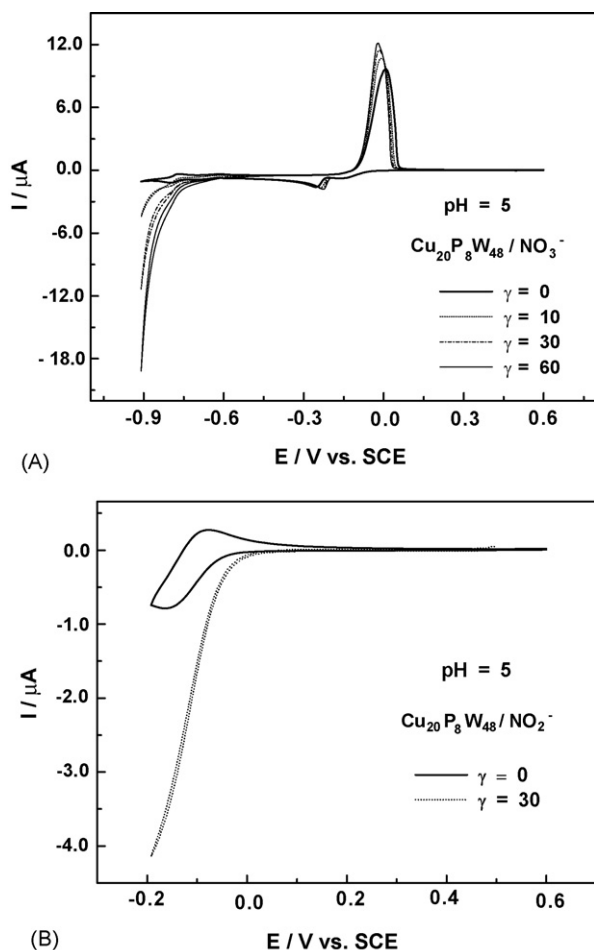 12.0
6.0
0.0
-6.0
-12.0
-18.0
I / μA
pH = 5
Cu20P8W48 / NO3-
γ = 0
γ = 10
γ = 30
γ = 60
-0.9 -0.6 -0.3 0.0 0.3 0.6
(A)
E / V vs. SCE
0.0
-1.0
-2.0
-3.0
-4.0
I / μA
pH = 5
Cu20P8W48 / NO2-
γ = 0
γ = 30
-0.2 0.0 0.2 0.4 0.6
(B)
E / V vs. SCE